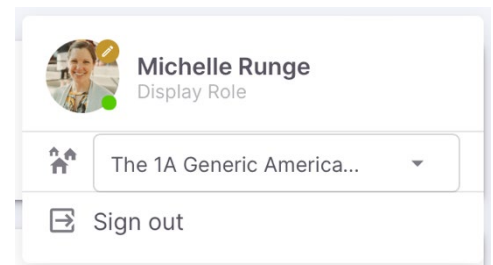 Michelle Runge
Display Role
The 1A Generic America...
Sign out